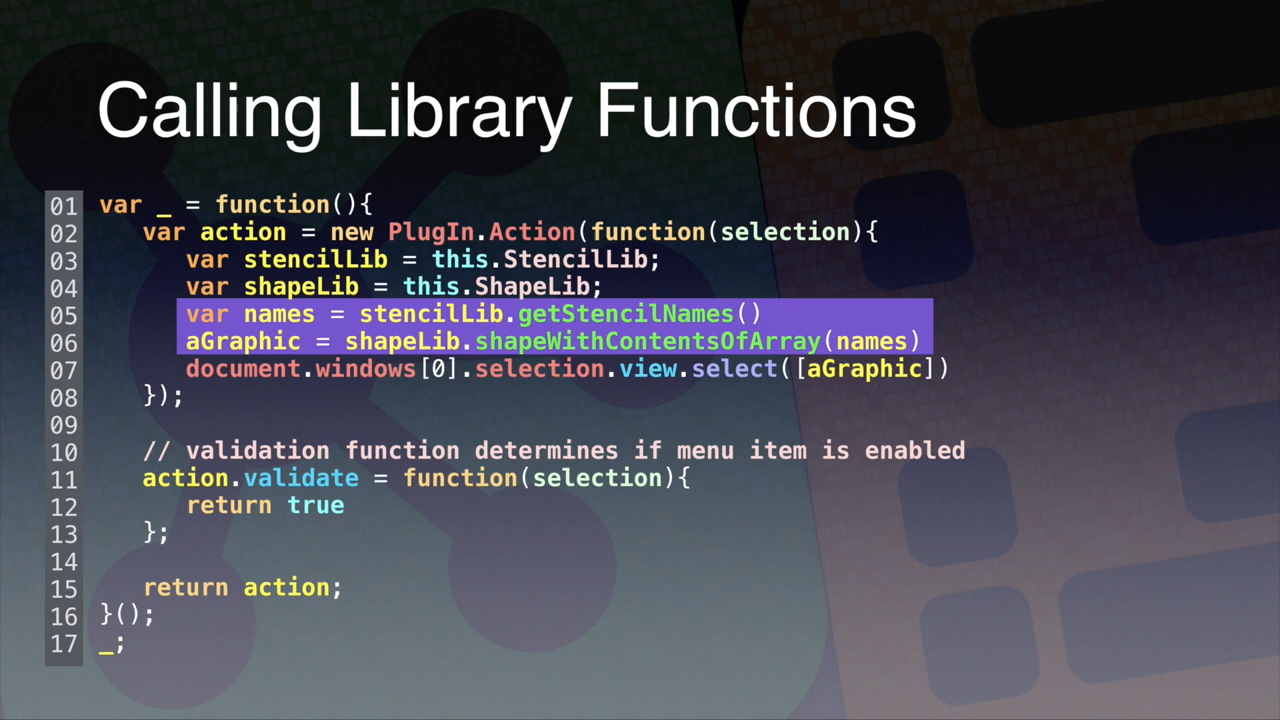 Calling Library Functions
01 var _ = function(){
02 var action = new PlugIn.Action(function(selection){
03 var stencilLib = this.StencilLib;
04 var shapeLib = this.ShapeLib;
05 var names = stencilLib.getStencilNames()
06 aGraphic = shapeLib.shapeWithContentsOfArray(names)
07 document.windows[0].selection.view.select([aGraphic])
08 });
09
10 // validation function determines if menu item is enabled
11 action.validate = function(selection){
12 return true
13 };
14
15 return action;
16 }();
17 _;